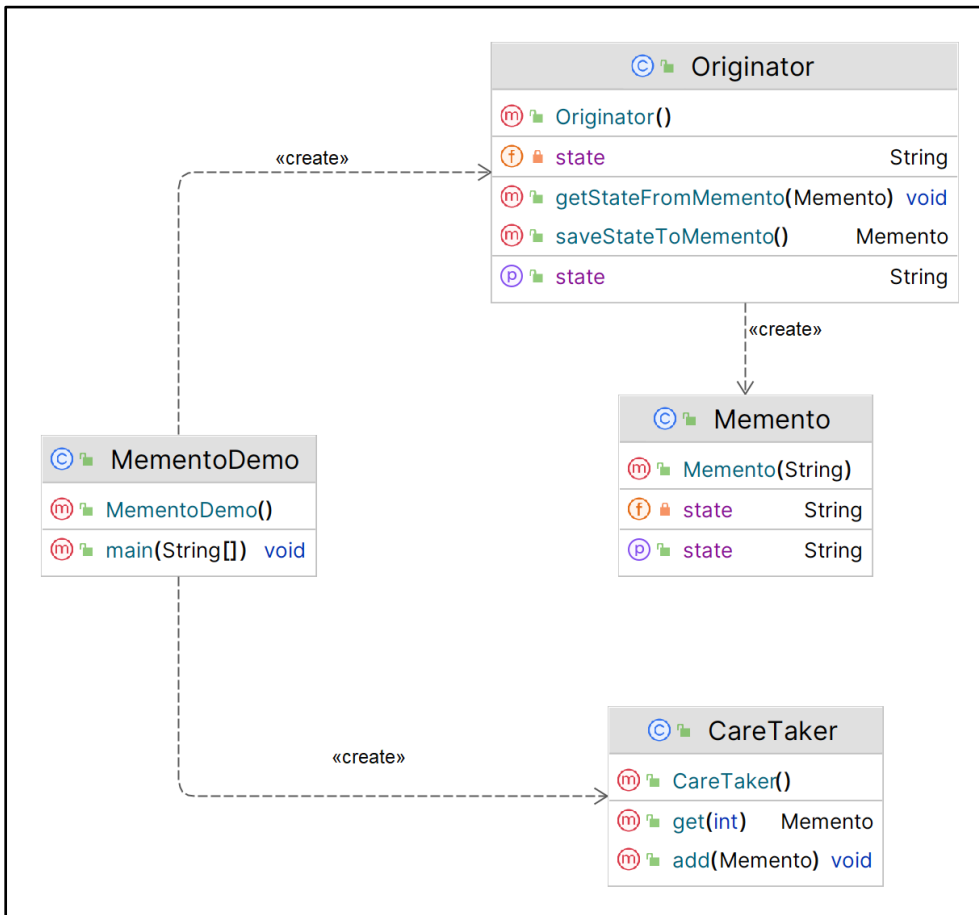 Originator
Originator()
state String
getStateFromMemento(Memento) void
saveStateToMemento() Memento
state String
«create»
«create»
Memento
Memento(String)
state String
state String
MementoDemo
MementoDemo()
main(String[]) void
«create»
CareTaker
CareTaker()
get(int) Memento
add(Memento) void